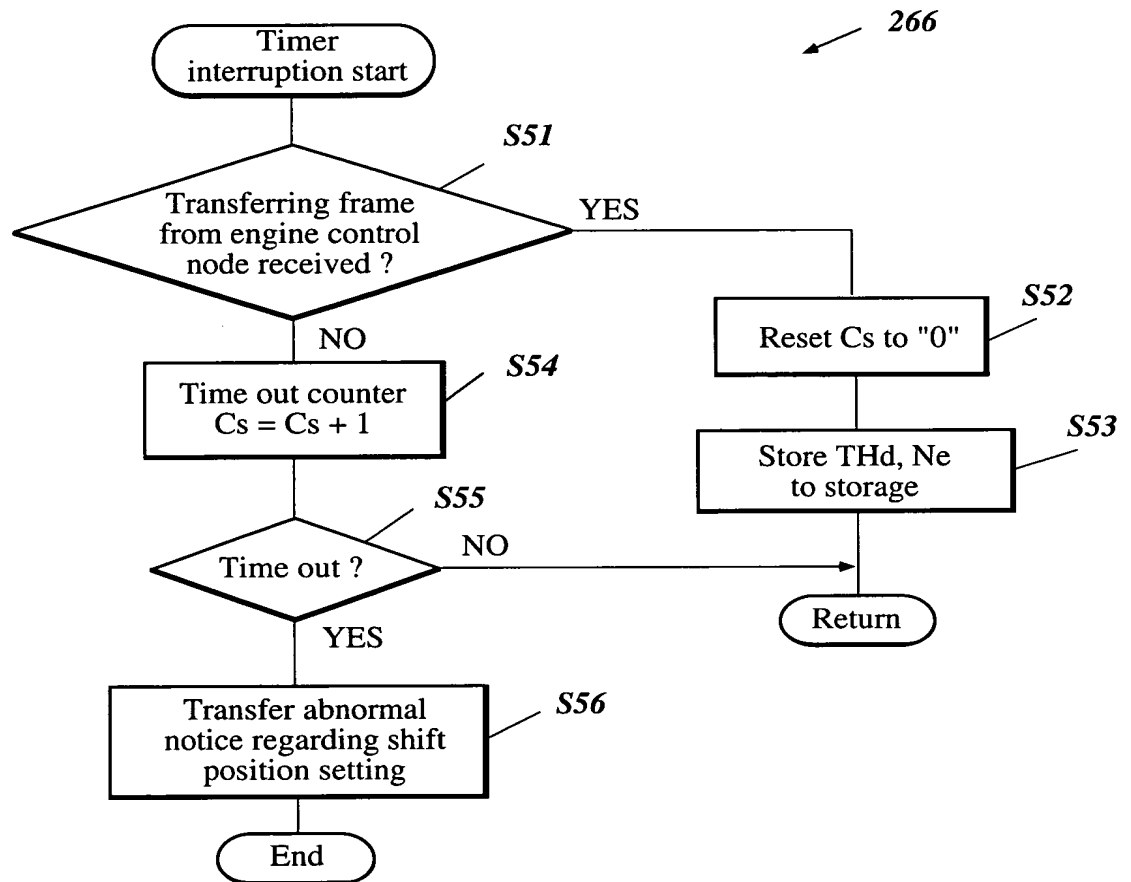 266
Timer
interruption start
S51
Transferring frame
from engine control
node received ?
YES
NO
S52
Reset Cs to "0"
S54
Time out counter
Cs = Cs + 1
S53
Store THd, Ne
to storage
S55
Time out ?
NO
YES
Return
S56
Transfer abnormal
notice regarding shift
position setting
End